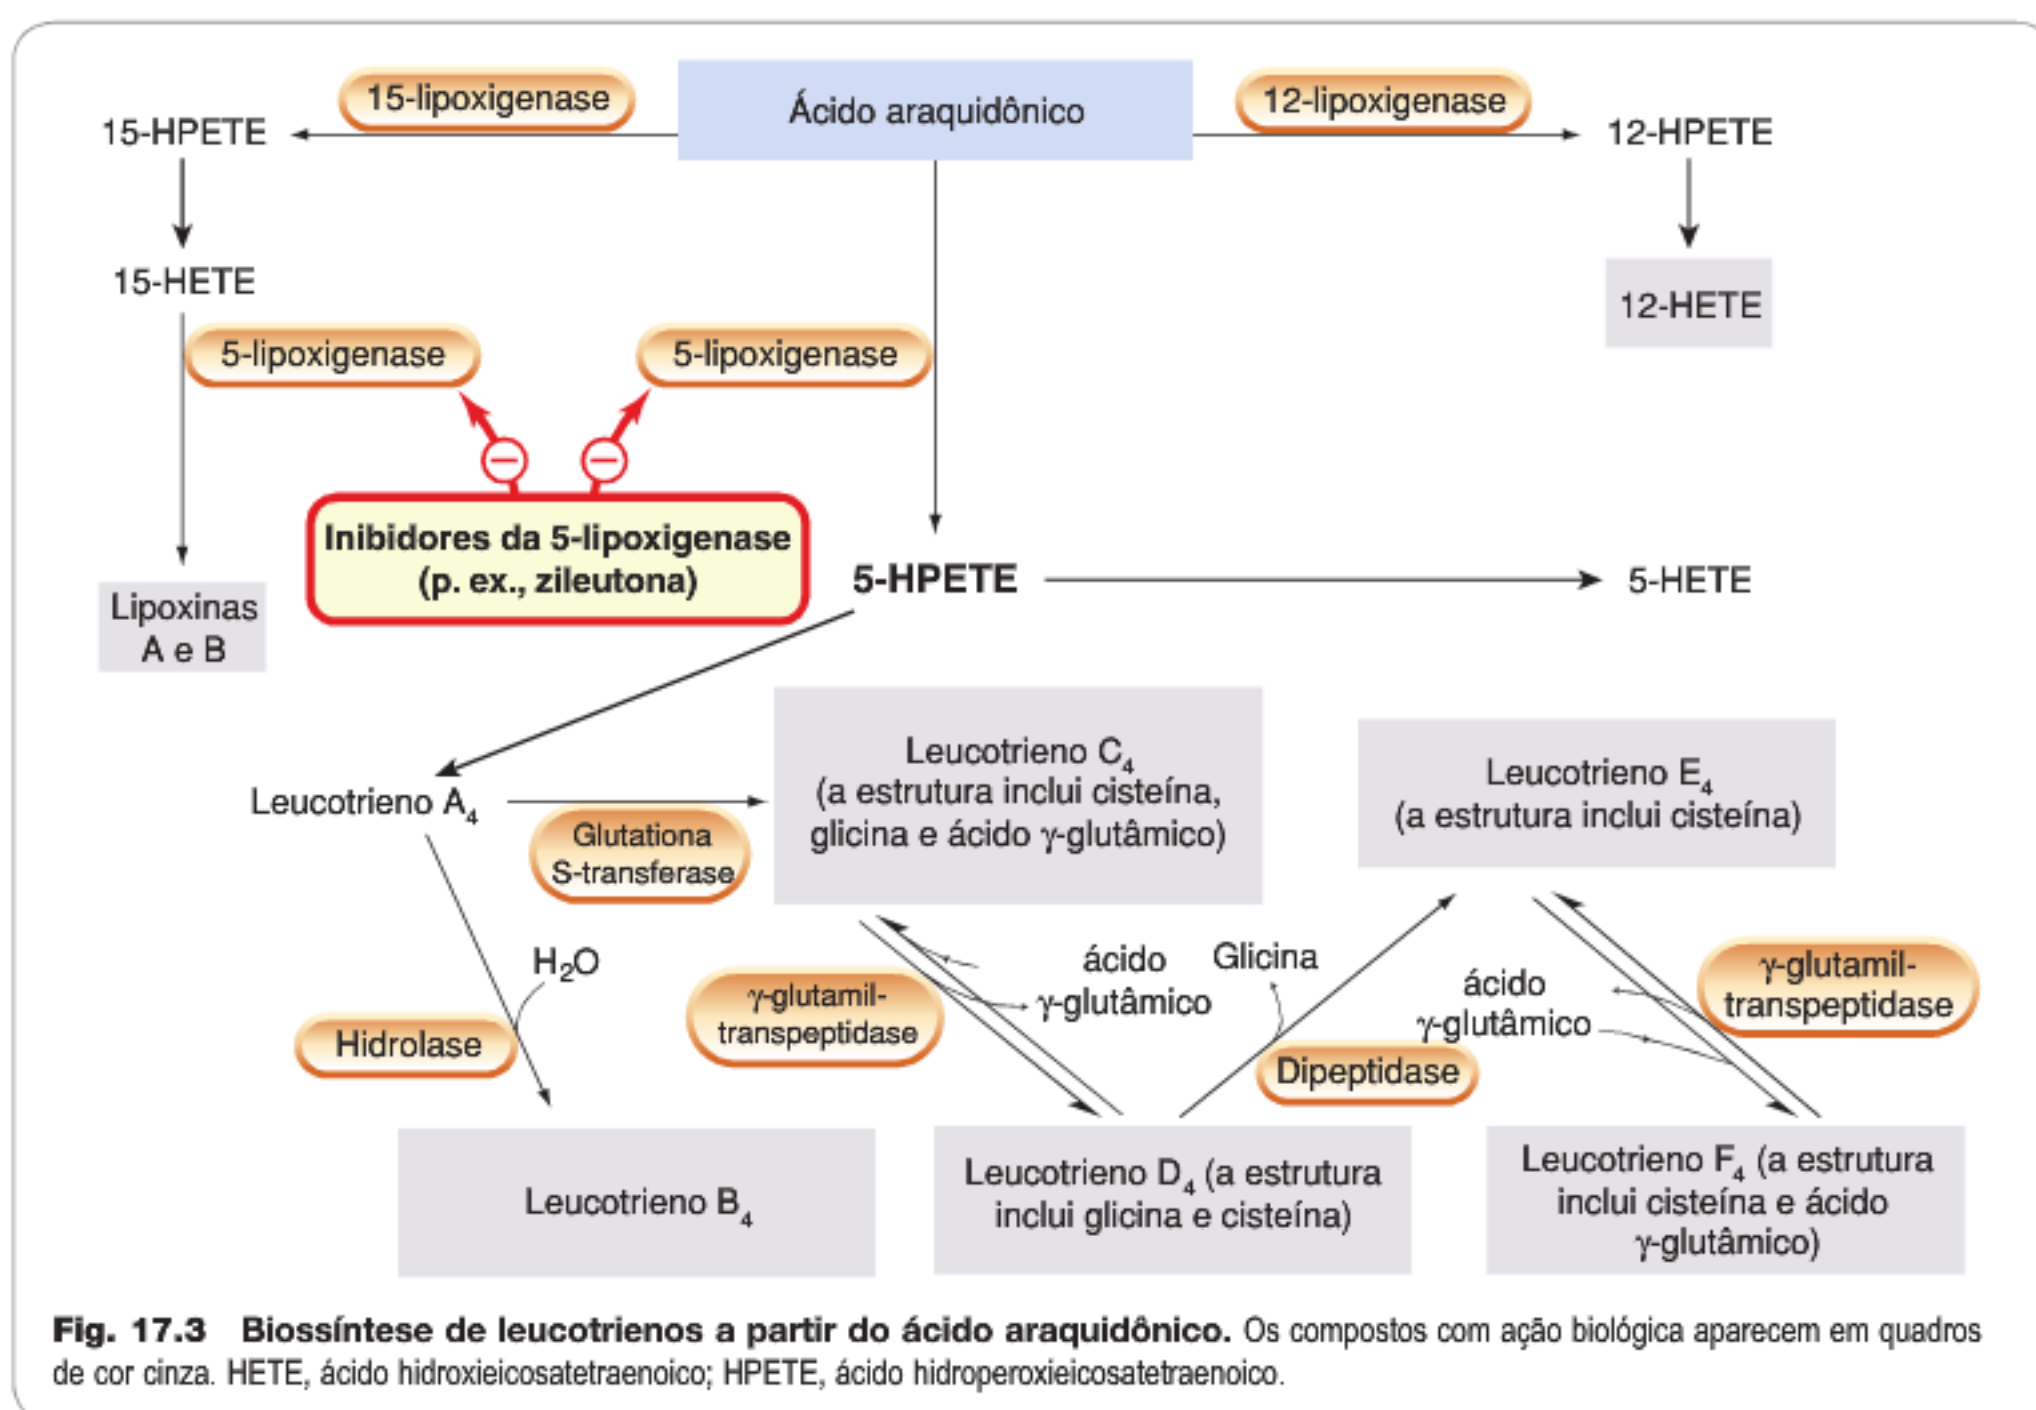 15-lipoxigenase
Ácido araquidônico
12-lipoxigenase
15-HPETE
12-HPETE
15-HETE
12-HETE
5-lipoxigenase
5-lipoxigenase
Inibidores da 5-lipoxigenase
(p. ex., zileutona)
5-HPETE
5-HETE
Lipoxinas
A e B
Leucotrieno A₄
Glutationa
S-transferase
Leucotrieno C₄
(a estrutura inclui cisteína,
glicina e ácido γ-glutâmico)
Leucotrieno E₄
(a estrutura inclui cisteína)
H₂O
Hidrolase
γ-glutamil-
transpeptidase
ácido
γ-glutâmico
Glicina
Dipeptidase
ácido
γ-glutâmico
γ-glutamil-
transpeptidase
Leucotrieno B₄
Leucotrieno D₄ (a estrutura
inclui glicina e cisteína)
Leucotrieno F₄ (a estrutura
inclui cisteína e ácido
γ-glutâmico)
Fig. 17.3 Biossíntese de leucotrienos a partir do ácido araquidônico. Os compostos com ação biológica aparecem em quadros
de cor cinza. HETE, ácido hidroxieicosatetraenoico; HPETE, ácido hidroperoxieicosatetraenoico.